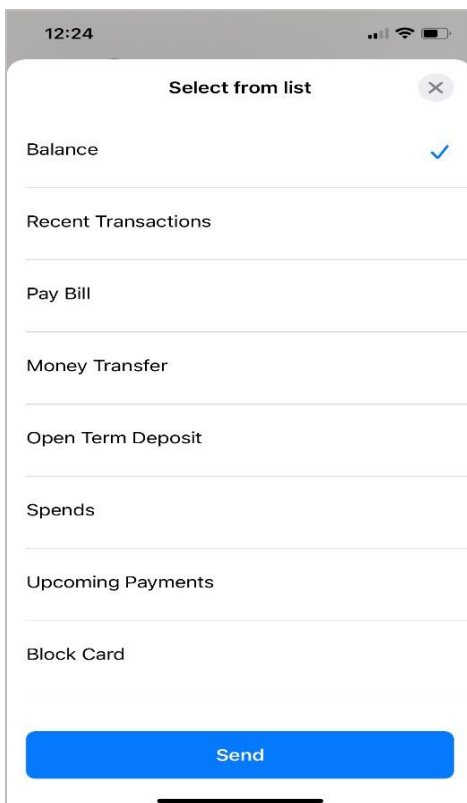 12:24
Select from list
Balance
Recent Transactions
Pay Bill
Money Transfer
Open Term Deposit
Spends
Upcoming Payments
Block Card
Send